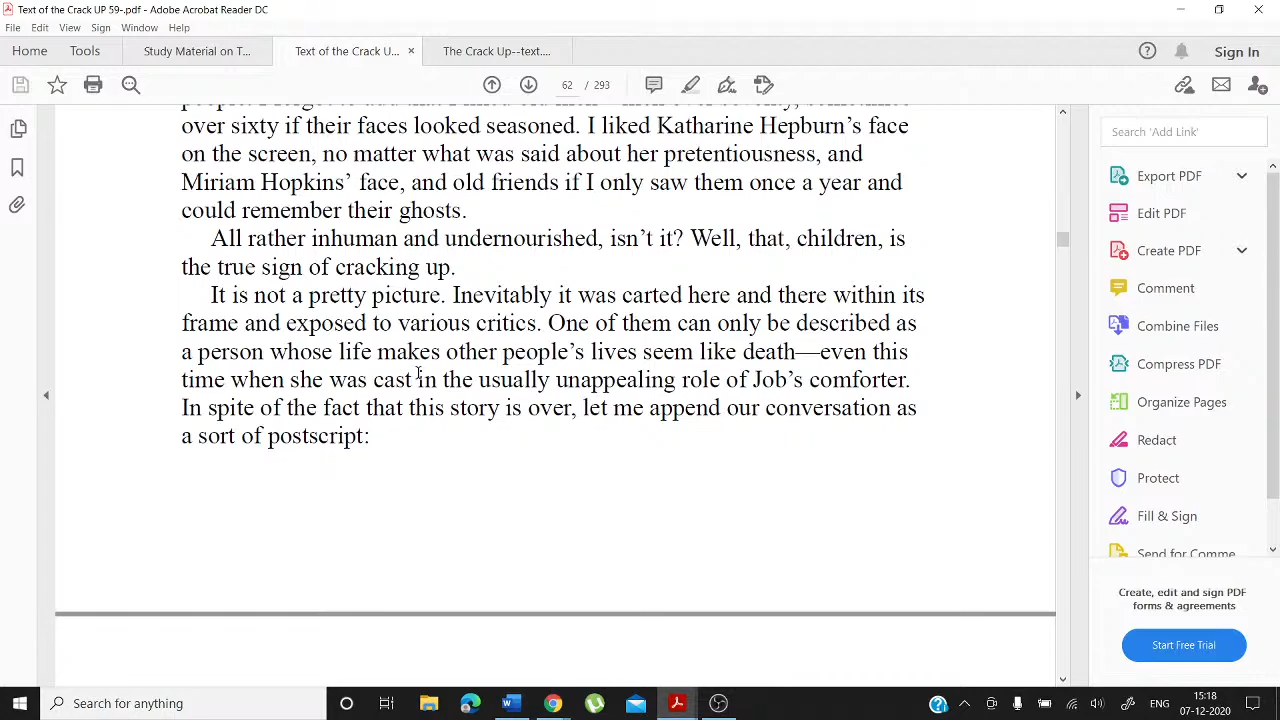 Text of the Crack UP 59-.pdf - Adobe Acrobat Reader DC
File Edit View Sign Window Help
Home Tools Study Material on T... Text of the Crack U... × The Crack Up--text.... Sign In
62 / 293
over sixty if their faces looked seasoned. I liked Katharine Hepburn’s face
on the screen, no matter what was said about her pretentiousness, and
Miriam Hopkins’ face, and old friends if I only saw them once a year and
could remember their ghosts.
All rather inhuman and undernourished, isn’t it? Well, that, children, is
the true sign of cracking up.
It is not a pretty picture. Inevitably it was carted here and there within its
frame and exposed to various critics. One of them can only be described as
a person whose life makes other people’s lives seem like death—even this
time when she was cast in the usually unappealing role of Job’s comforter.
In spite of the fact that this story is over, let me append our conversation as
a sort of postscript:
Search 'Add Link'
Export PDF
Edit PDF
Create PDF
Comment
Combine Files
Compress PDF
Organize Pages
Redact
Protect
Fill & Sign
Send for Comme
Create, edit and sign PDF
forms & agreements
Start Free Trial
Search for anything
ENG
15:18
07-12-2020